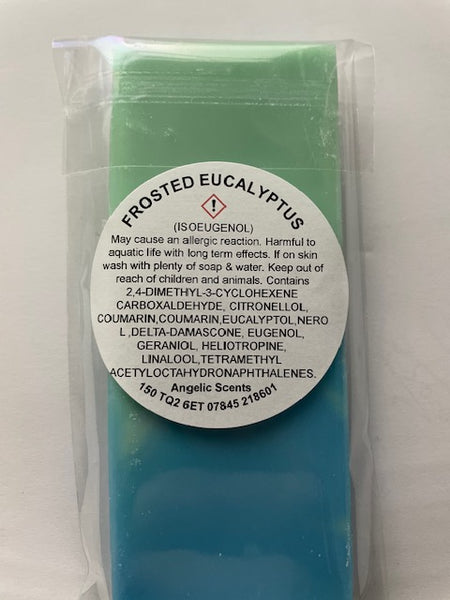 FROSTED EUCALYPTUS
!
(ISOEUGENOL)
May cause an allergic reaction. Harmful to
aquatic life with long term effects. If on skin
wash with plenty of soap & water. Keep out of
reach of children and animals. Contains
2,4-DIMETHYL-3-CYCLOHEXENE
CARBOXALDEHYDE, CITRONELLOL,
COUMARIN,COUMARIN,EUCALYPTOL,NERO
L ,DELTA-DAMASCONE, EUGENOL,
GERANIOL, HELIOTROPINE,
LINALOOL,TETRAMETHYL
ACETYLOCTAHYDRONAPHTHALENES.
Angelic Scents
150 TQ2 6ET 07845 218601